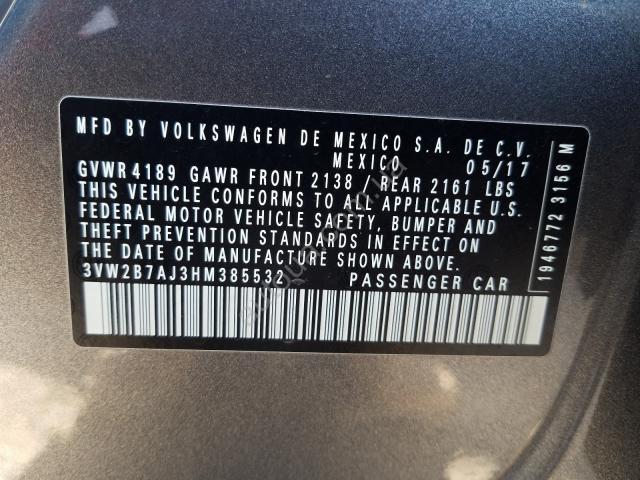 MFD BY VOLKSWAGEN DE MEXICO S.A. DE C.V.
MEXICO 05/17
GVWR 4189 GAWR FRONT 2138 REAR 2161 LBS
THIS VEHICLE CONFORMS TO ALL APPLICABLE U.S.
FEDERAL MOTOR VEHICLE SAFETY, BUMPER AND
THEFT PREVENTION STANDARDS IN EFFECT ON
THE DATE OF MANUFACTURE SHOWN ABOVE.
3VW2B7AJ3HM385532 PASSENGER CAR
1946772 3156 M